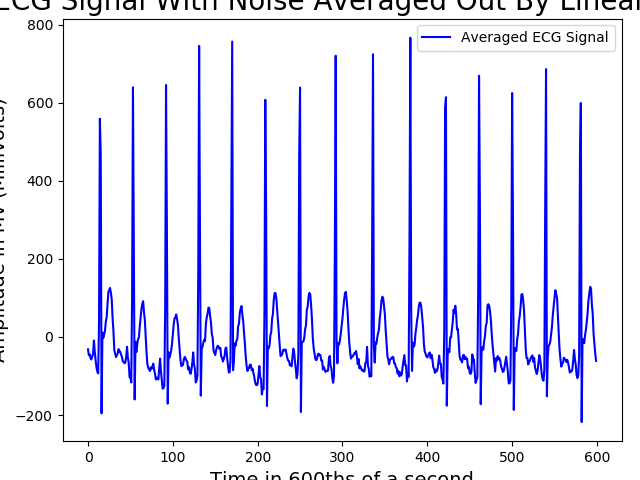 ECG Signal With Noise Averaged Out By Linear
Averaged ECG Signal
800
600
400
200
0
−200
Amplitude in MV (Millivolts)
0 100 200 300 400 500 600
Time in 600ths of a second